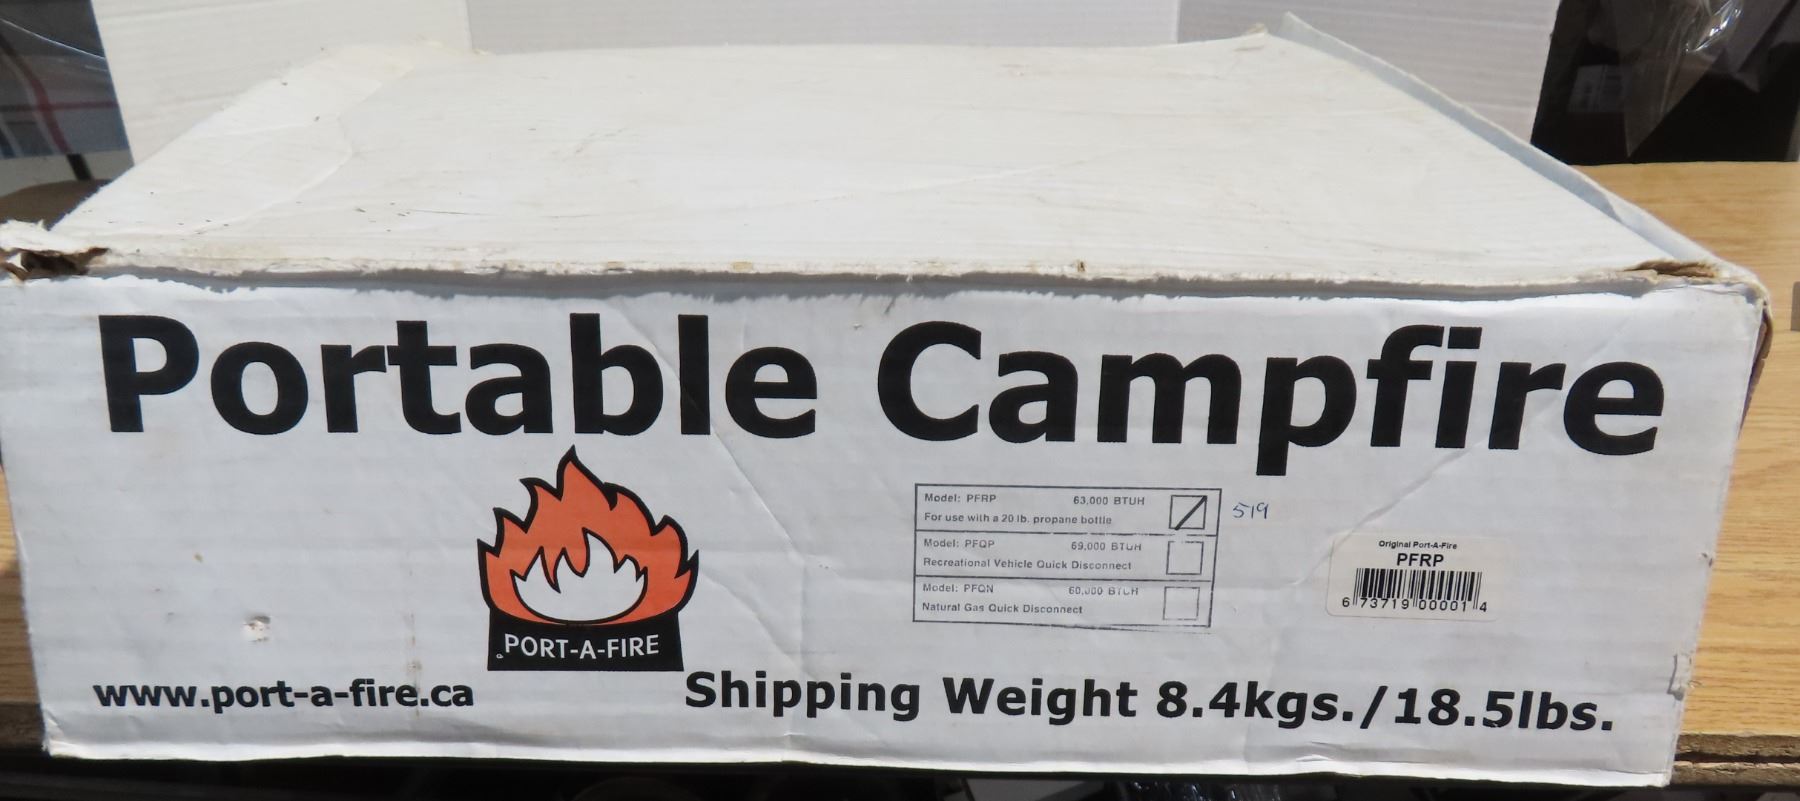 Portable Campfire
Model: PFRP 63,000 BTUH
For use with a 20 lb. propane bottle
519
Model: PFQP 69,000 BTUH
Recreational Vehicle Quick Disconnect
Model: PFQN 60,000 BTUH
Natural Gas Quick Disconnect
Original Port-A-Fire
PFRP
6 73719 00001 4
PORT-A-FIRE
www.port-a-fire.ca
Shipping Weight 8.4kgs./18.5lbs.